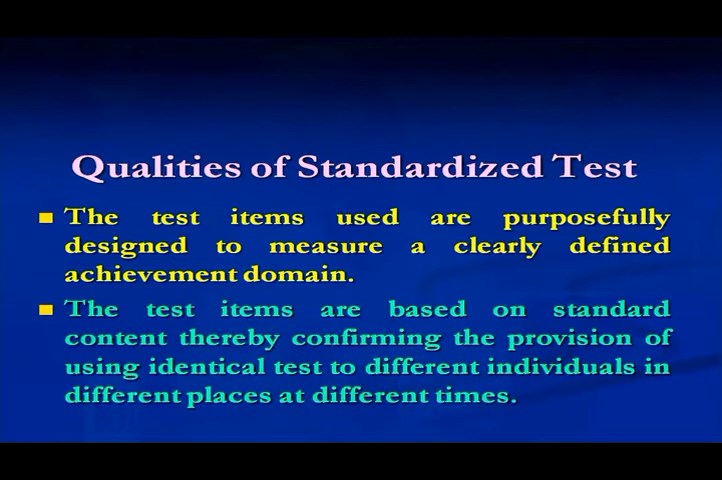 Qualities of Standardized Test
The test items used are purposefully
designed to measure a clearly defined
achievement domain.
The test items are based on standard
content thereby confirming the provision of
using identical test to different individuals in
different places at different times.